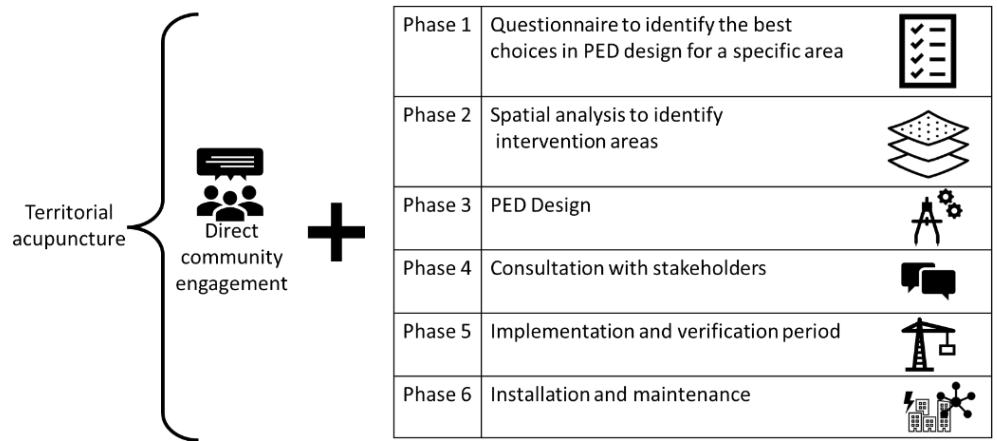 Territorial
acupuncture
Direct
community
engagement
Phase 1
Questionnaire to identify the best
choices in PED design for a specific area
Phase 2
Spatial analysis to identify
intervention areas
Phase 3
PED Design
Phase 4
Consultation with stakeholders
Phase 5
Implementation and verification period
Phase 6
Installation and maintenance